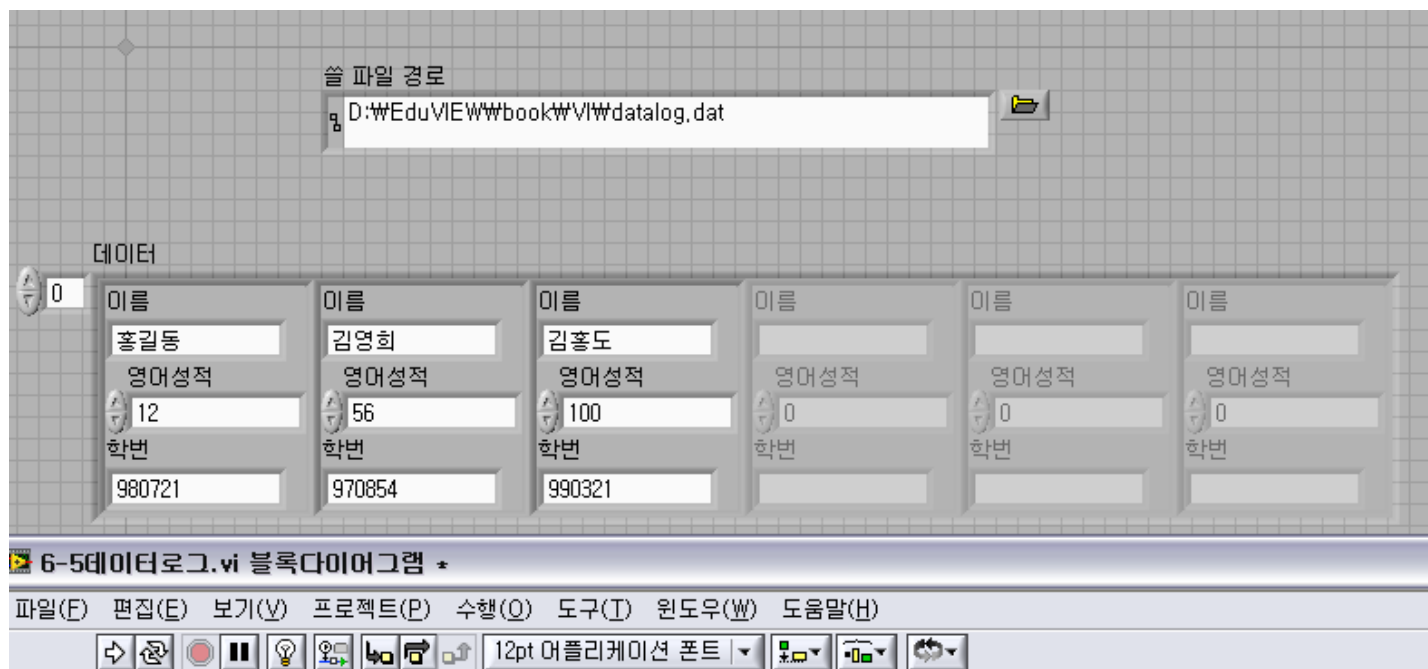 쓸 파일 경로
D:₩EduVIEW₩book₩VI₩datalog.dat
데이터
0
이름 이름 이름 이름 이름 이름
홍길동 김영희 김홍도
영어성적 영어성적 영어성적 영어성적 영어성적 영어성적
12 56 100 0 0 0
학번 학번 학번 학번 학번 학번
980721 970854 990321
6-5데이터로그.vi 블록다이어그램 *
파일(F) 편집(E) 보기(V) 프로젝트(P) 수행(O) 도구(T) 윈도우(W) 도움말(H)
12pt 어플리케이션 폰트